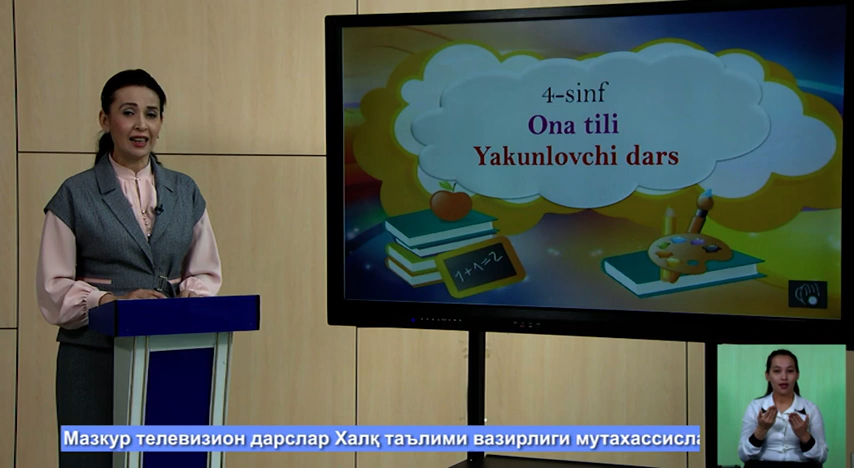 4-sinf
Ona tili
Yakunlovchi dars
1+1=2
Мазкур телевизион дарслар Халқ таълими вазирлиги мутахассисла